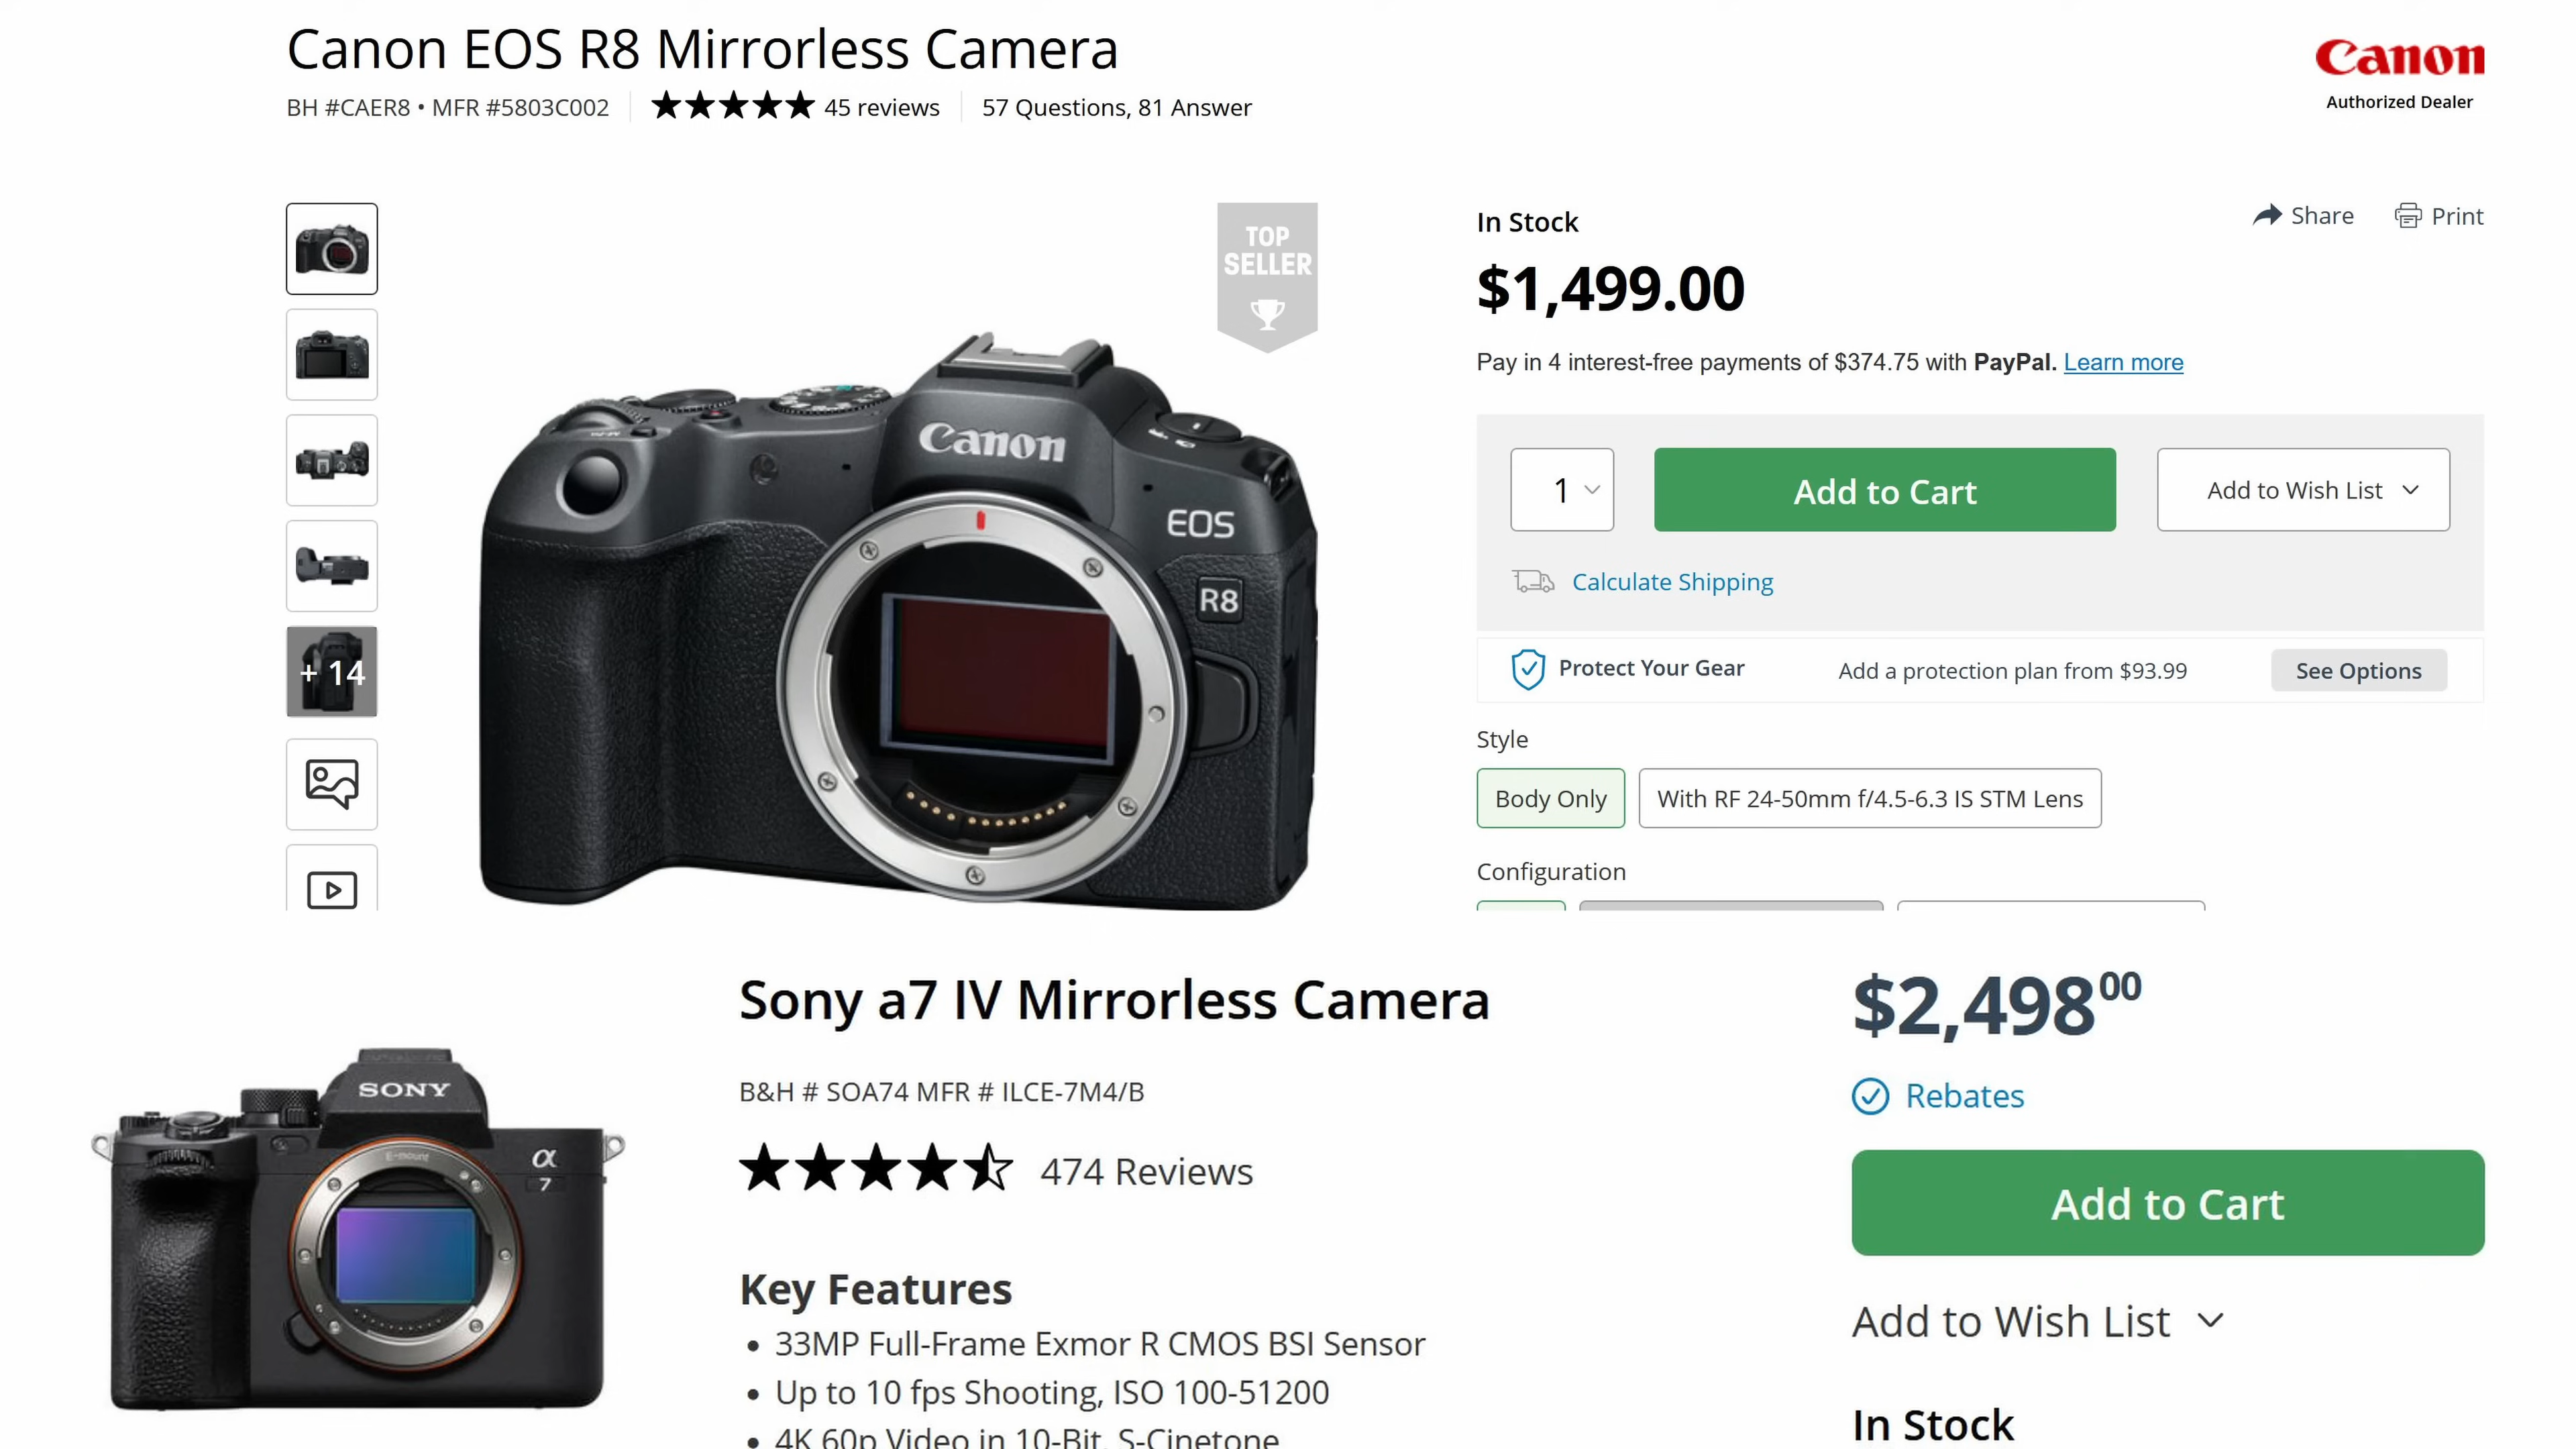 Canon EOS R8 Mirrorless Camera
BH #CAER8 • MFR #5803C002
45 reviews
57 Questions, 81 Answer
Canon
Authorized Dealer
TOP
SELLER
Canon
EOS
R8
+ 14
In Stock
Share
Print
$1,499.00
Pay in 4 interest-free payments of $374.75 with PayPal. Learn more
1
Add to Cart
Add to Wish List
Calculate Shipping
Protect Your Gear
Add a protection plan from $93.99
See Options
Style
Body Only
With RF 24-50mm f/4.5-6.3 IS STM Lens
Configuration
SONY
E-mount
α
7
Sony a7 IV Mirrorless Camera
B&H # SOA74 MFR # ILCE-7M4/B
474 Reviews
Key Features
• 33MP Full-Frame Exmor R CMOS BSI Sensor
• Up to 10 fps Shooting, ISO 100-51200
• 4K 60p Video in 10-Bit, S-Cinetone
$2,498 00
Rebates
Add to Cart
Add to Wish List
In Stock